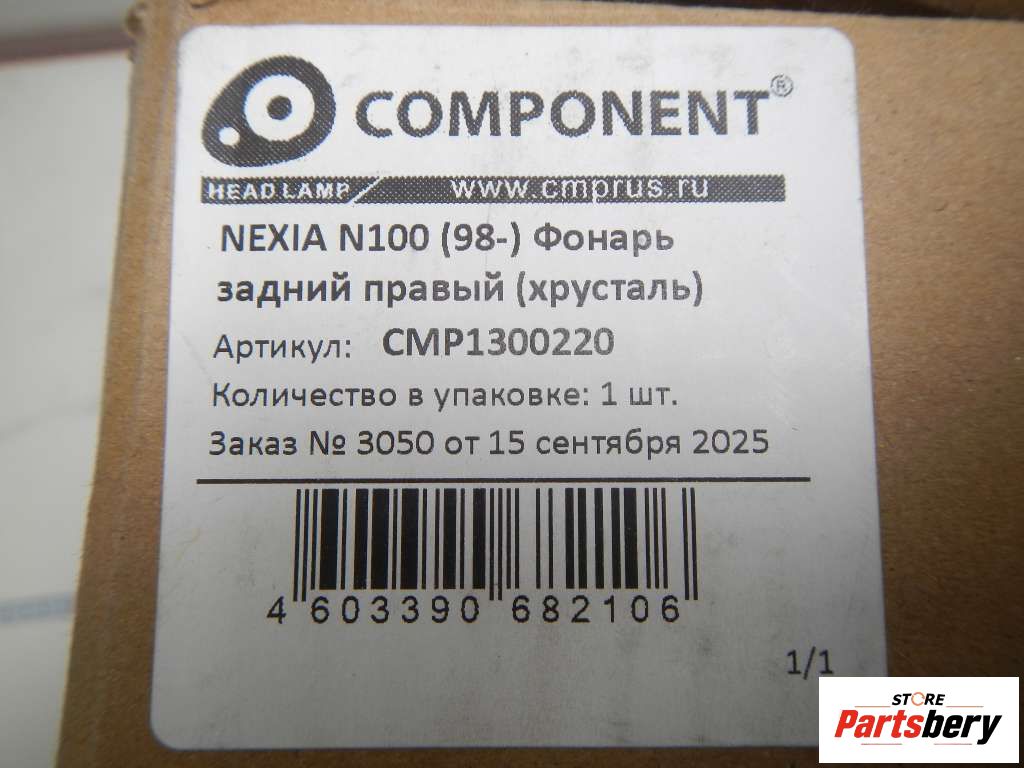 COMPONENT®
HEAD LAMP www.cmprus.ru
NEXIA N100 (98-) Фонарь
задний правый (хрусталь)
Артикул: CMP1300220
Количество в упаковке: 1 шт.
Заказ № 3050 от 15 сентября 2025
4 603390 682106
1/1
STORE
Partsbery